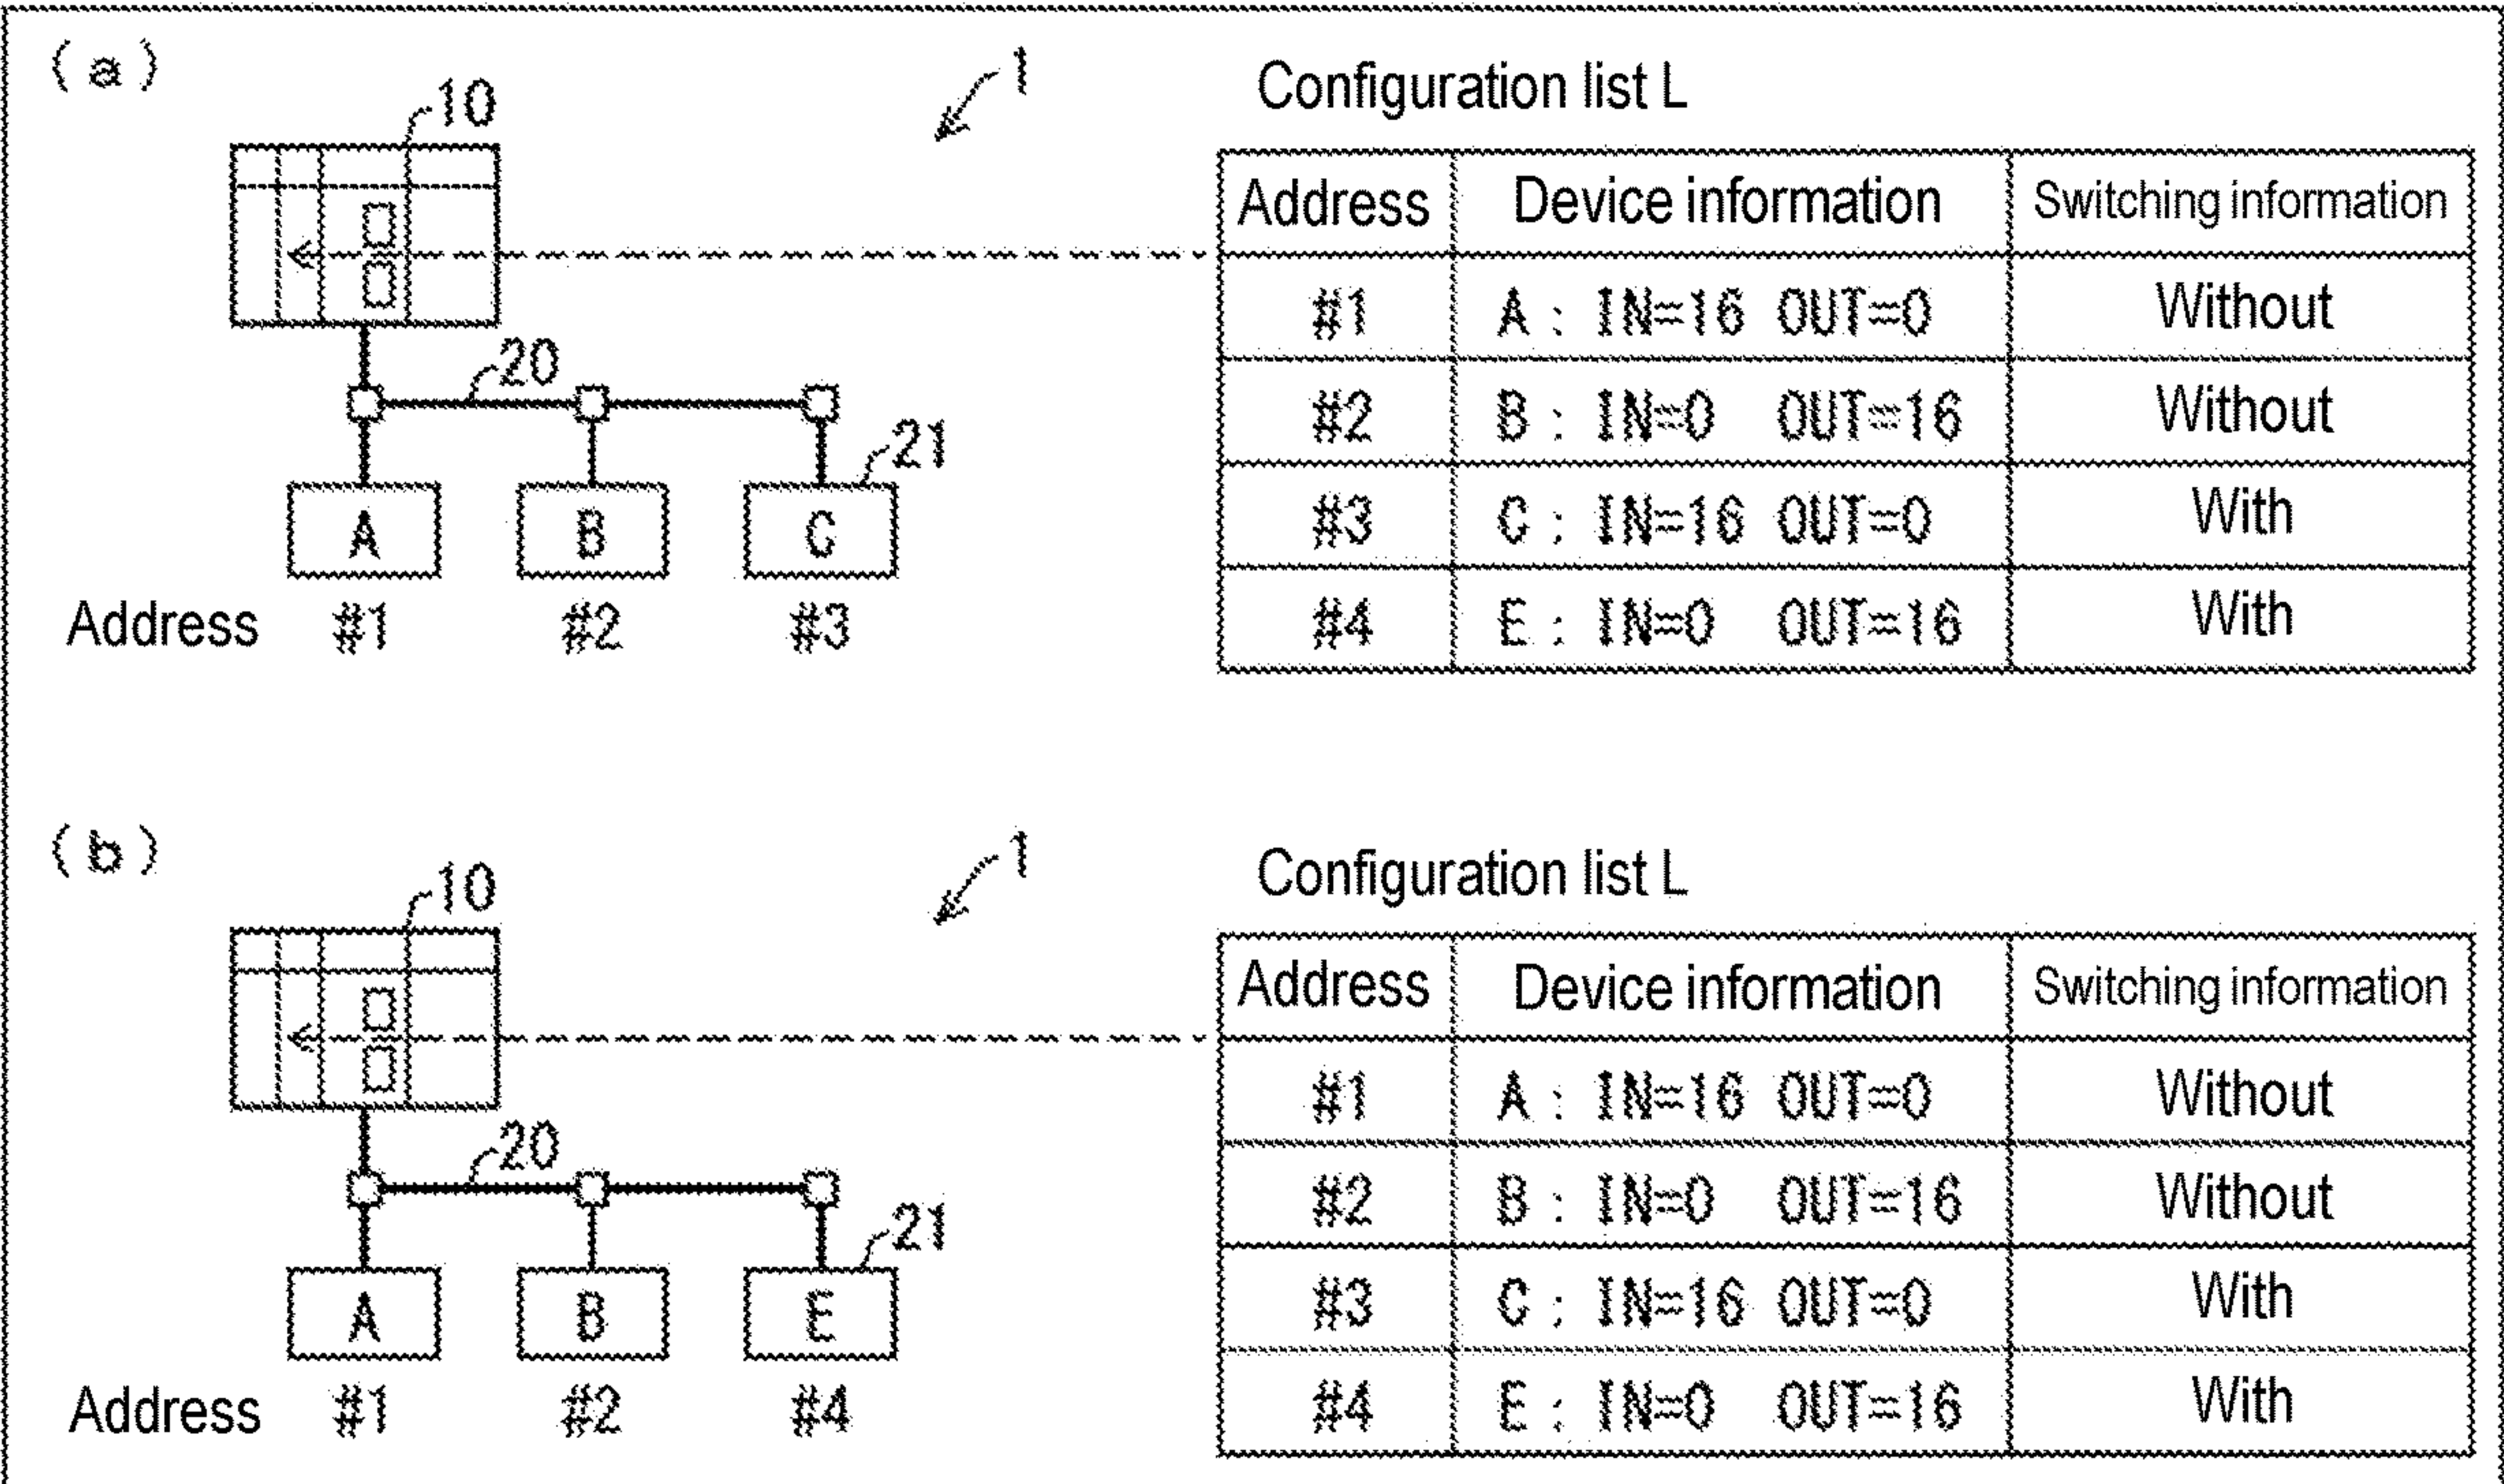 (a)
10
1
20
21
A B C
Address #1 #2 #3
Configuration list L
Address Device information Switching information
#1 A : IN=16 OUT=0 Without
#2 B : IN=0 OUT=16 Without
#3 C : IN=16 OUT=0 With
#4 E : IN=0 OUT=16 With
(b)
10
1
20
21
A B E
Address #1 #2 #4
Configuration list L
Address Device information Switching information
#1 A : IN=16 OUT=0 Without
#2 B : IN=0 OUT=16 Without
#3 C : IN=16 OUT=0 With
#4 E : IN=0 OUT=16 With